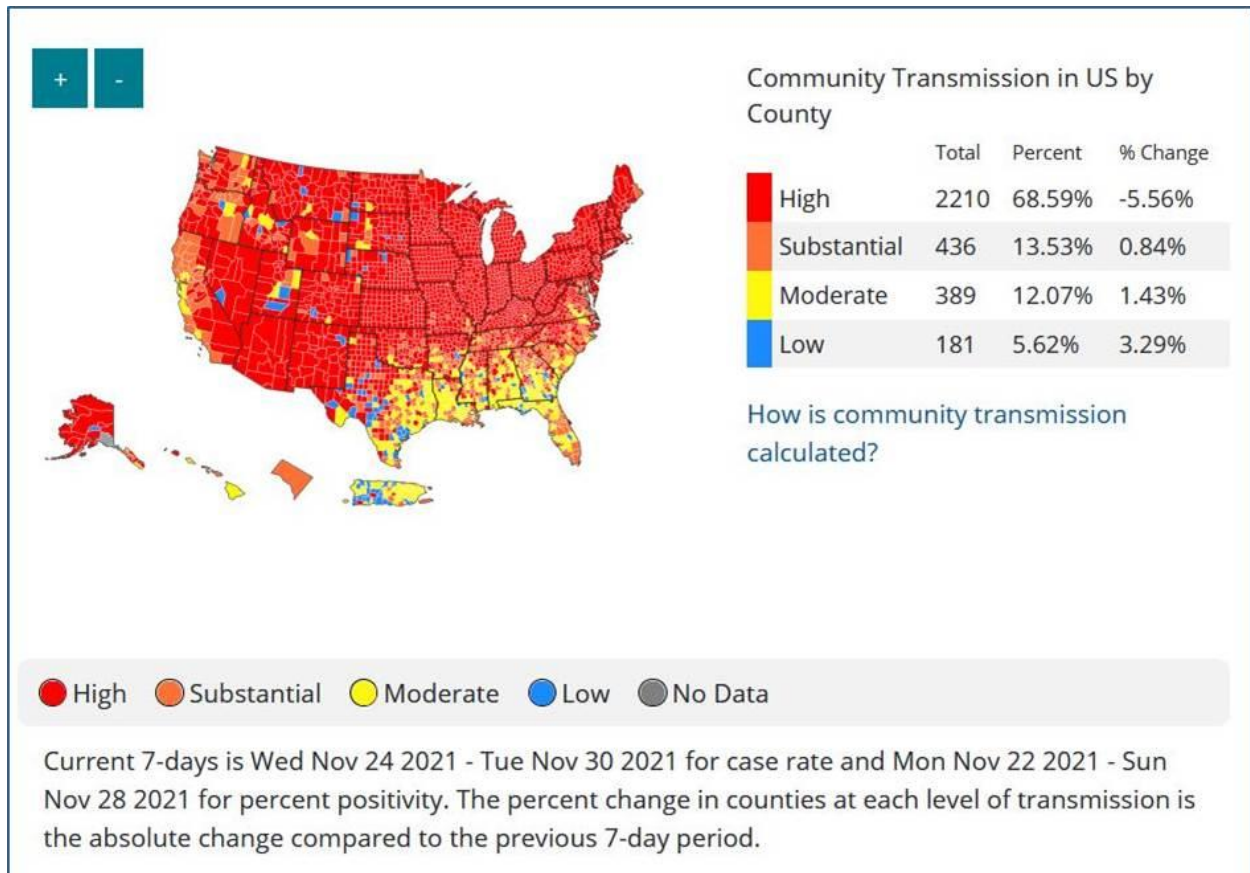 + -
Community Transmission in US by
County
Total Percent % Change
High 2210 68.59% -5.56%
Substantial 436 13.53% 0.84%
Moderate 389 12.07% 1.43%
Low 181 5.62% 3.29%
How is community transmission
calculated?
High Substantial Moderate Low No Data
Current 7-days is Wed Nov 24 2021 - Tue Nov 30 2021 for case rate and Mon Nov 22 2021 - Sun
Nov 28 2021 for percent positivity. The percent change in counties at each level of transmission is
the absolute change compared to the previous 7-day period.